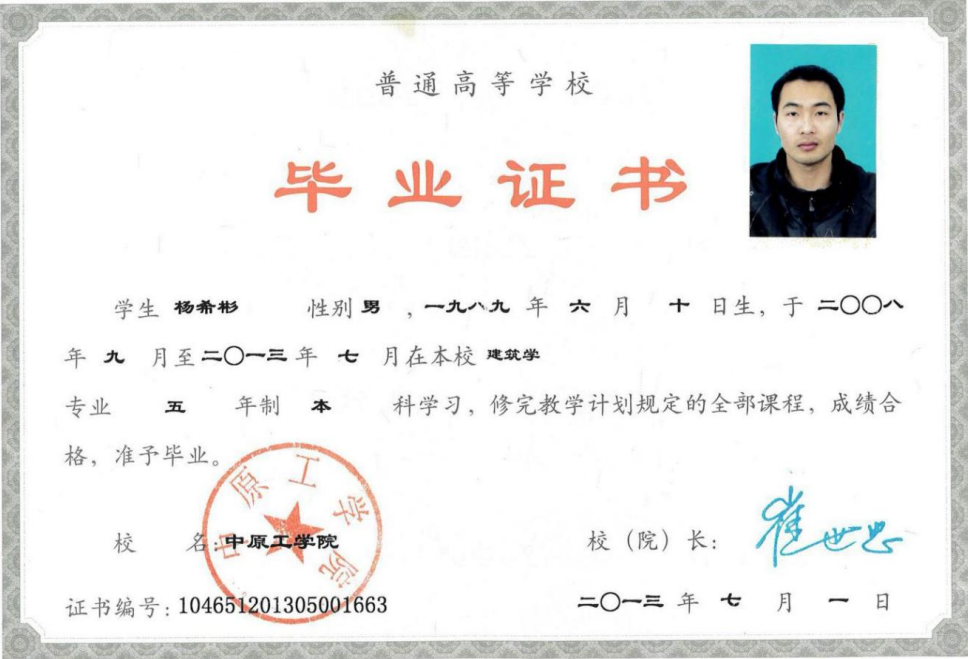 普通高等学校
毕业证书
学生 杨希彬 性别 男 ，一九八九 年 六 月 十 日生，于 二〇〇八
年 九 月至 二〇一三 年 七 月在本校 建筑学
专业 五 年制 本 科学习，修完教学计划规定的全部课程，成绩合
格，准予毕业。
中原工学院
校 名：中原工学院 校（院）长：崔世忠
证书编号：104651201305001663 二〇一三 年 七 月 一 日